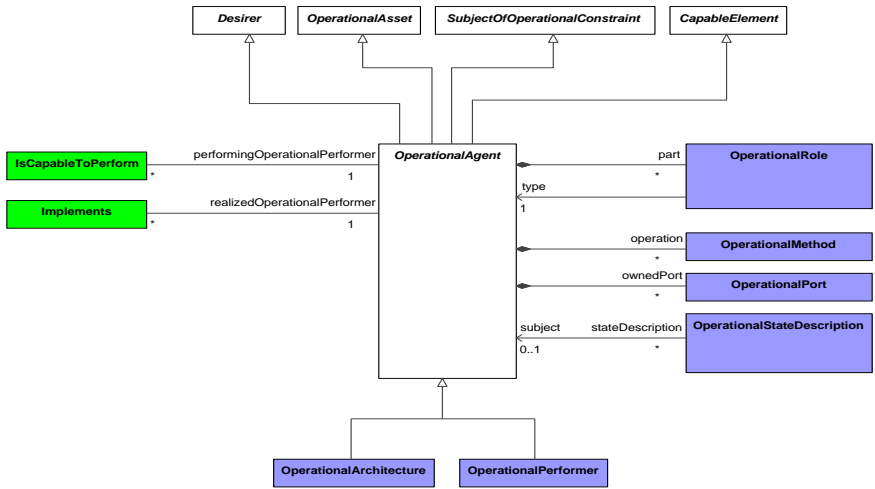 Desirer
OperationalAsset
SubjectOfOperationalConstraint
CapableElement
IsCapableToPerform
performingOperationalPerformer
*
1
OperationalAgent
part
*
OperationalRole
type
1
Implements
realizedOperationalPerformer
*
1
operation
*
OperationalMethod
ownedPort
*
OperationalPort
subject
0..1
stateDescription
*
OperationalStateDescription
OperationalArchitecture
OperationalPerformer